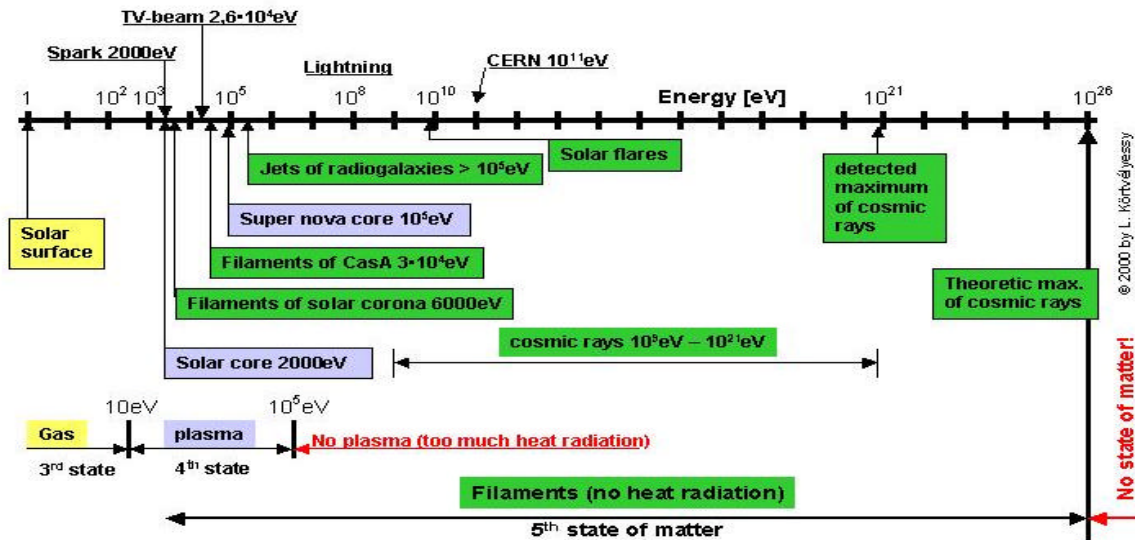 TV-beam 2,6•10⁴eV
Spark 2000eV
Lightning
CERN 10¹¹eV
1 10² 10³ 10⁵ 10⁸ 10¹⁰ Energy [eV] 10²¹ 10²⁶
Jets of radiogalaxies > 10⁵eV
Solar flares
detected
maximum
of cosmic
rays
Super nova core 10⁵eV
Solar
surface
Filaments of CasA 3•10⁴eV
Filaments of solar corona 6000eV
Theoretic max.
of cosmic rays
Solar core 2000eV
cosmic rays 10⁹eV – 10²¹eV
10eV 10⁵eV
Gas plasma
No plasma (too much heat radiation)
3rd state 4th state
Filaments (no heat radiation)
5th state of matter
© 2000 by L. Körtvélyessy
No state of matter!